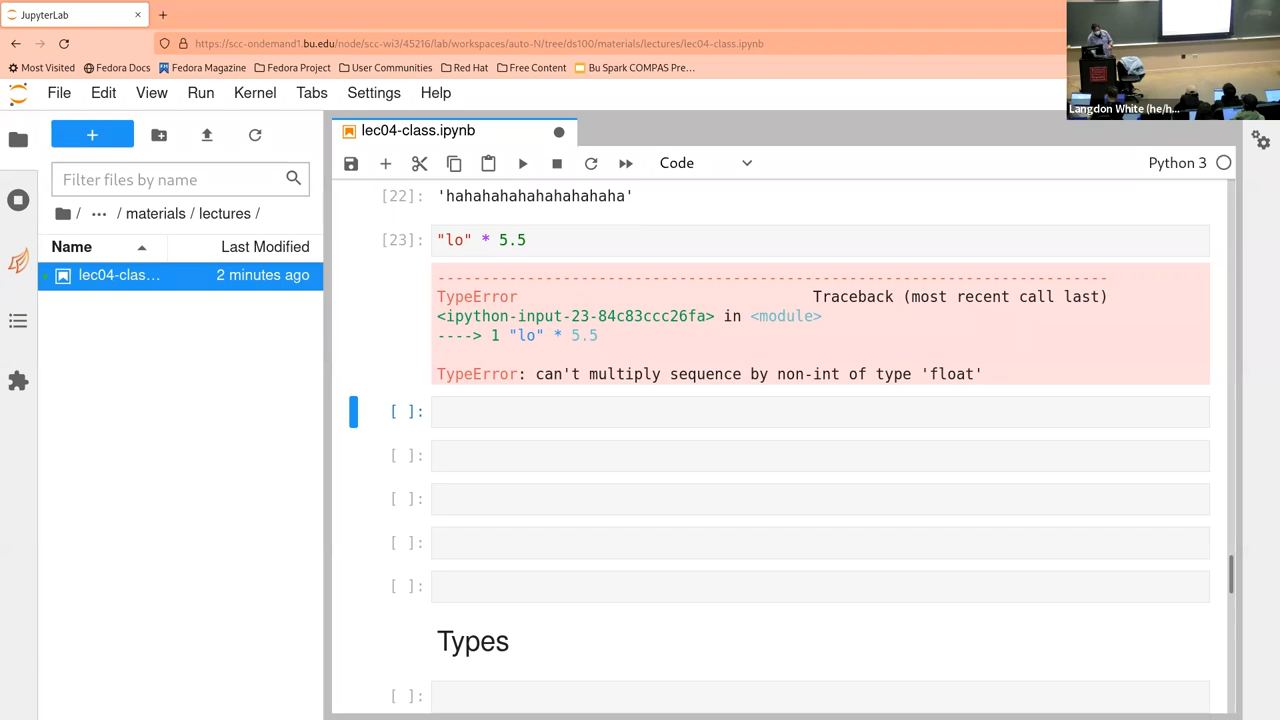 JupyterLab
https://scc-ondemand1.bu.edu/node/scc-wi3/45216/lab/workspaces/auto-N/tree/ds100/materials/lectures/lec04-class.ipynb
Most Visited Fedora Docs Fedora Magazine Fedora Project User Communities Red Hat Free Content Bu Spark COMPAS Pre...
Langdon White (he/h...
File Edit View Run Kernel Tabs Settings Help
+
Filter files by name
/ ... / materials / lectures /
Name Last Modified
lec04-clas... 2 minutes ago
lec04-class.ipynb
Code Python 3
[22]: 'hahahahahahahahahaha'
[23]: "lo" * 5.5
---------------------------------------------------------------------------
TypeError Traceback (most recent call last)
<ipython-input-23-84c83ccc26fa> in <module>
----> 1 "lo" * 5.5
TypeError: can't multiply sequence by non-int of type 'float'
[ ]:
[ ]:
[ ]:
[ ]:
[ ]:
Types
[ ]: